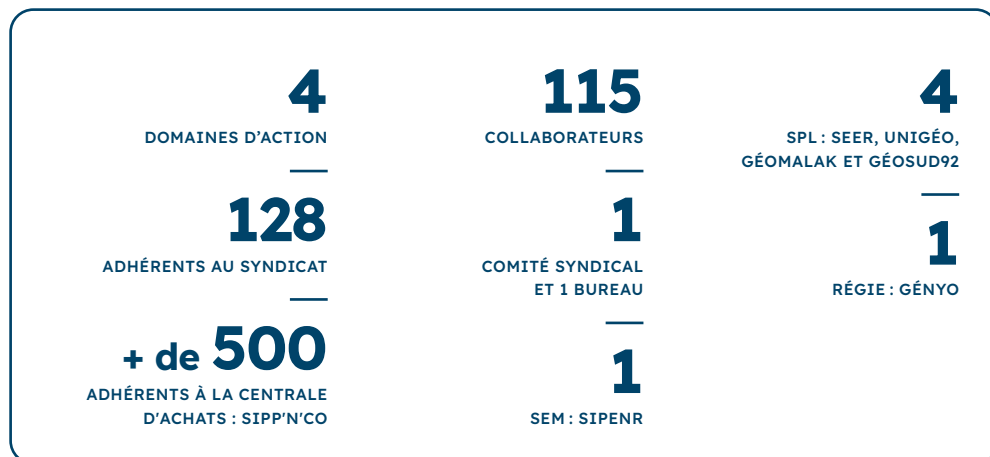 4
DOMAINES D’ACTION
128
ADHÉRENTS AU SYNDICAT
+ de 500
ADHÉRENTS À LA CENTRALE
D'ACHATS : SIPP'N'CO
115
COLLABORATEURS
1
COMITÉ SYNDICAL
ET 1 BUREAU
1
SEM : SIPENR
4
SPL : SEER, UNIGÉO,
GÉOMALAK ET GÉOSUD92
1
RÉGIE : GÉNYO